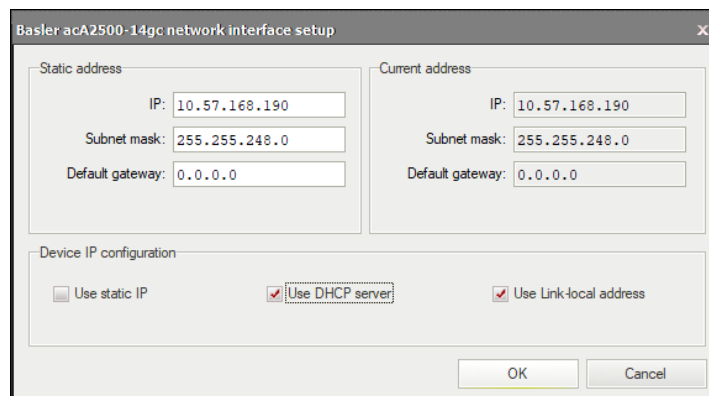 Basler acA2500-14gc network interface setup x
Static address
IP: 10.57.168.190
Subnet mask: 255.255.248.0
Default gateway: 0.0.0.0
Current address
IP: 10.57.168.190
Subnet mask: 255.255.248.0
Default gateway: 0.0.0.0
Device IP configuration
Use static IP
Use DHCP server
Use Link-local address
OK
Cancel